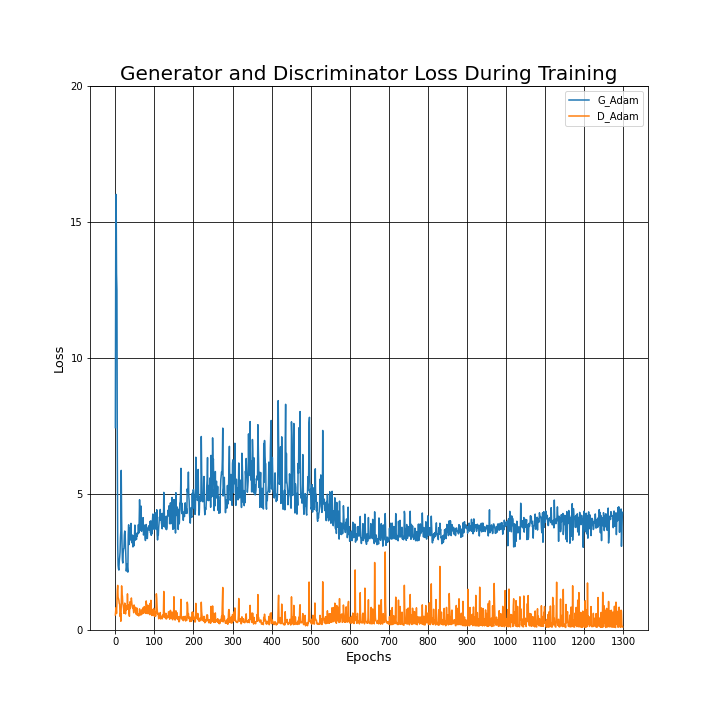 Generator and Discriminator Loss During Training
20
G_Adam
D_Adam
15
10
5
0
Loss
0 100 200 300 400 500 600 700 800 900 1000 1100 1200 1300
Epochs